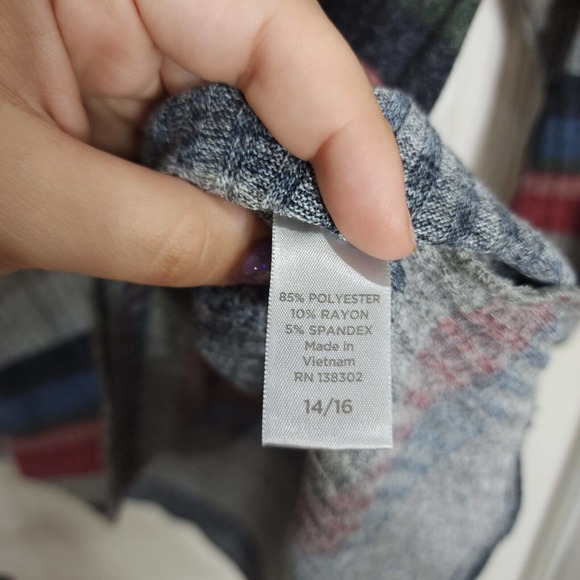 85% POLYESTER
10% RAYON
5% SPANDEX
Made in
Vietnam
RN 138302
14/16